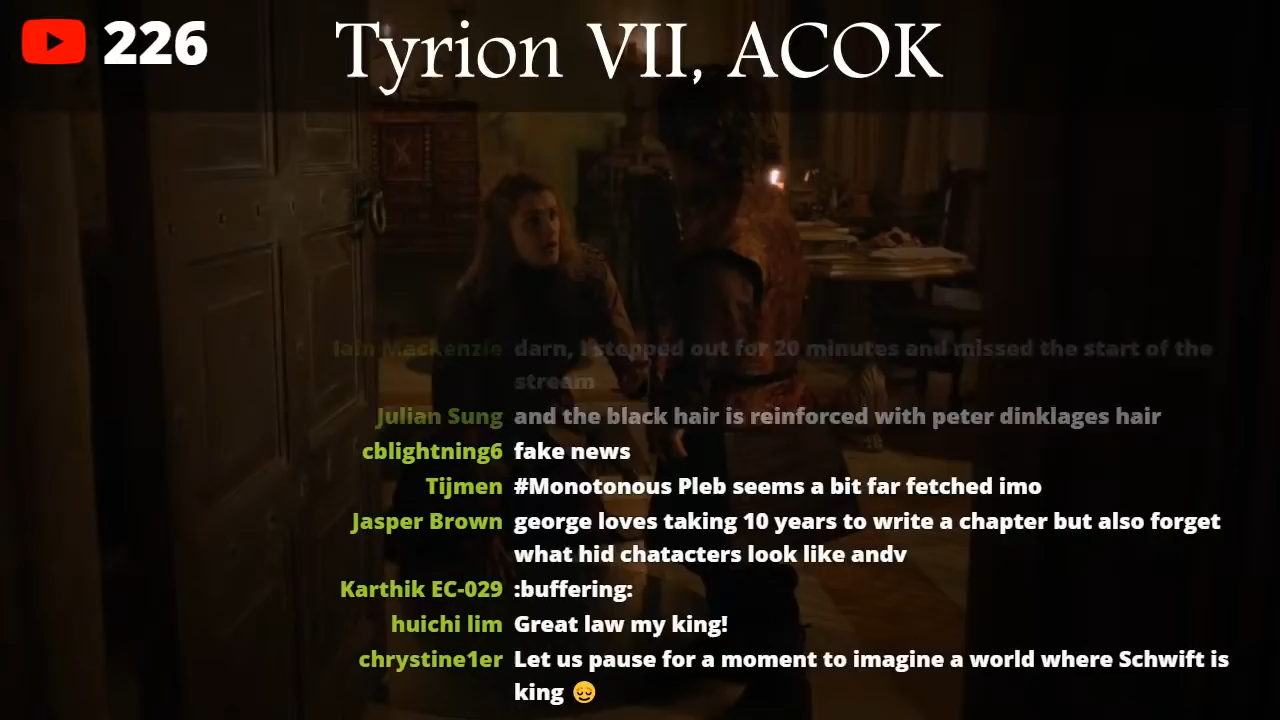 226
Tyrion VII, ACOK
Iain Mackenzie darn, I stepped out for 20 minutes and missed the start of the
stream
Julian Sung and the black hair is reinforced with peter dinklages hair
cblightning6 fake news
Tijmen #Monotonous Pleb seems a bit far fetched imo
Jasper Brown george loves taking 10 years to write a chapter but also forget
what hid chatacters look like andv
Karthik EC-029 :buffering:
huichi lim Great law my king!
chrystine1er Let us pause for a moment to imagine a world where Schwift is
king 😌